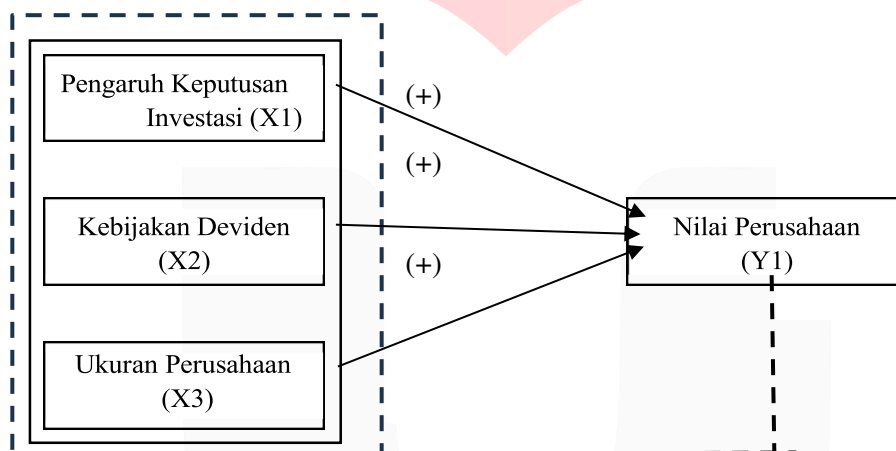 Pengaruh Keputusan
Investasi (X1)
(+)
(+)
Kebijakan Deviden
(X2)
Nilai Perusahaan
(Y1)
(+)
Ukuran Perusahaan
(X3)